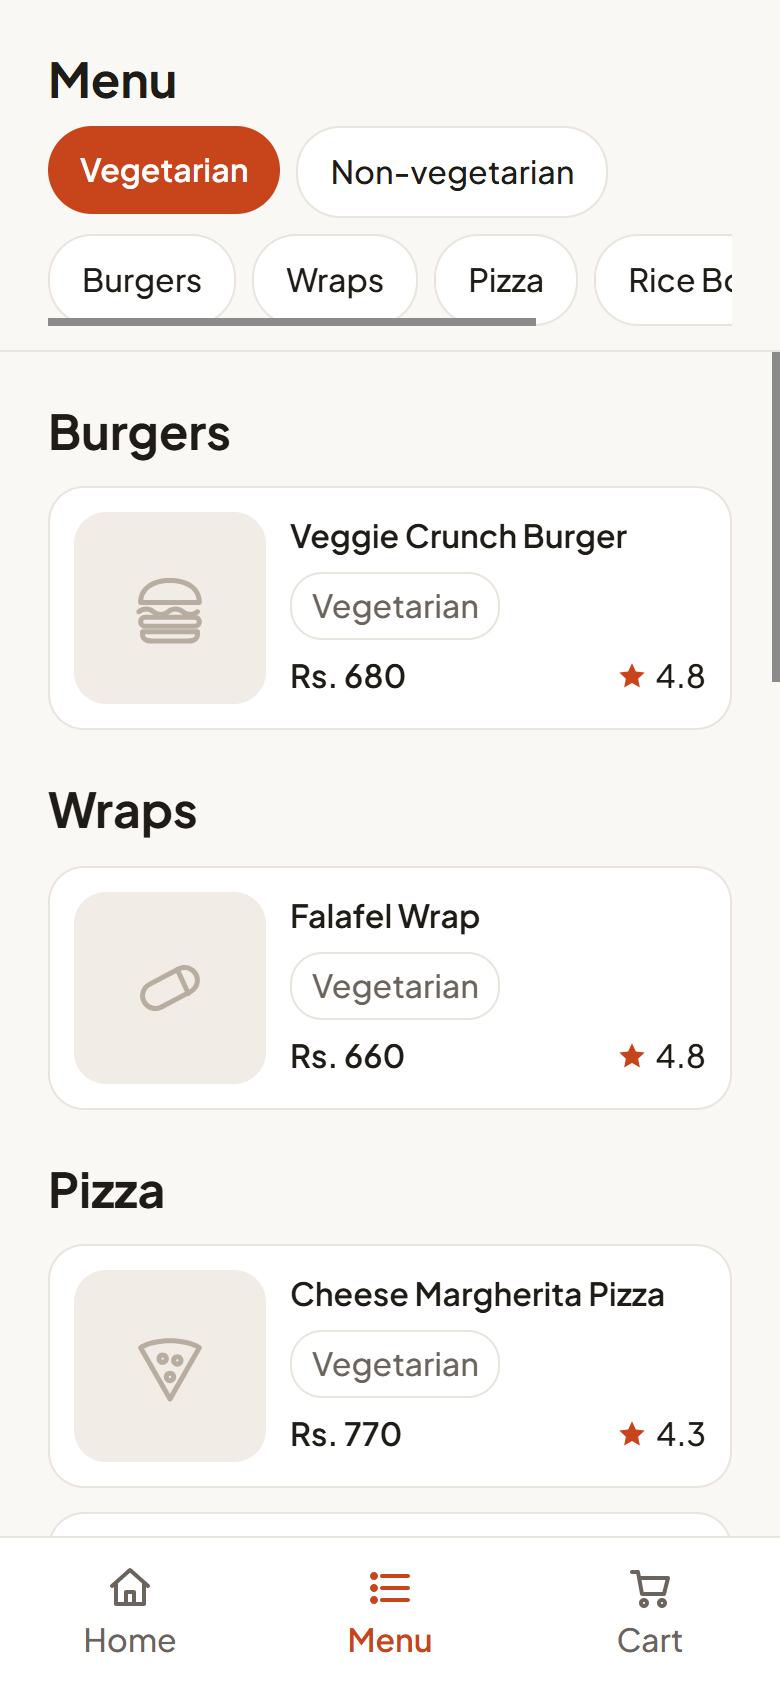 Menu
Vegetarian Non-vegetarian
Burgers Wraps Pizza Rice
Burgers
Veggie Crunch Burger
Vegetarian
Rs. 680 4.8
Wraps
Falafel Wrap
Vegetarian
Rs. 660 4.8
Pizza
Cheese Margherita Pizza
Vegetarian
Rs. 770 4.3
Home Menu Cart